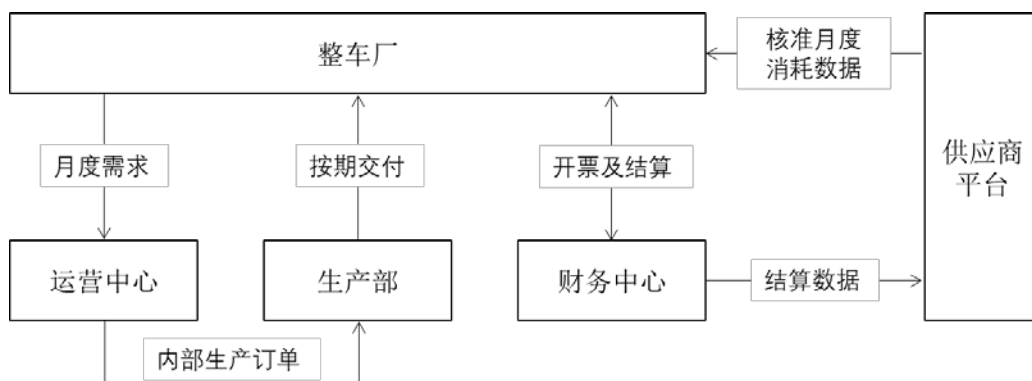 整车厂
核准月度
消耗数据
月度需求
按期交付
开票及结算
供应商
平台
运营中心
生产部
财务中心
结算数据
内部生产订单